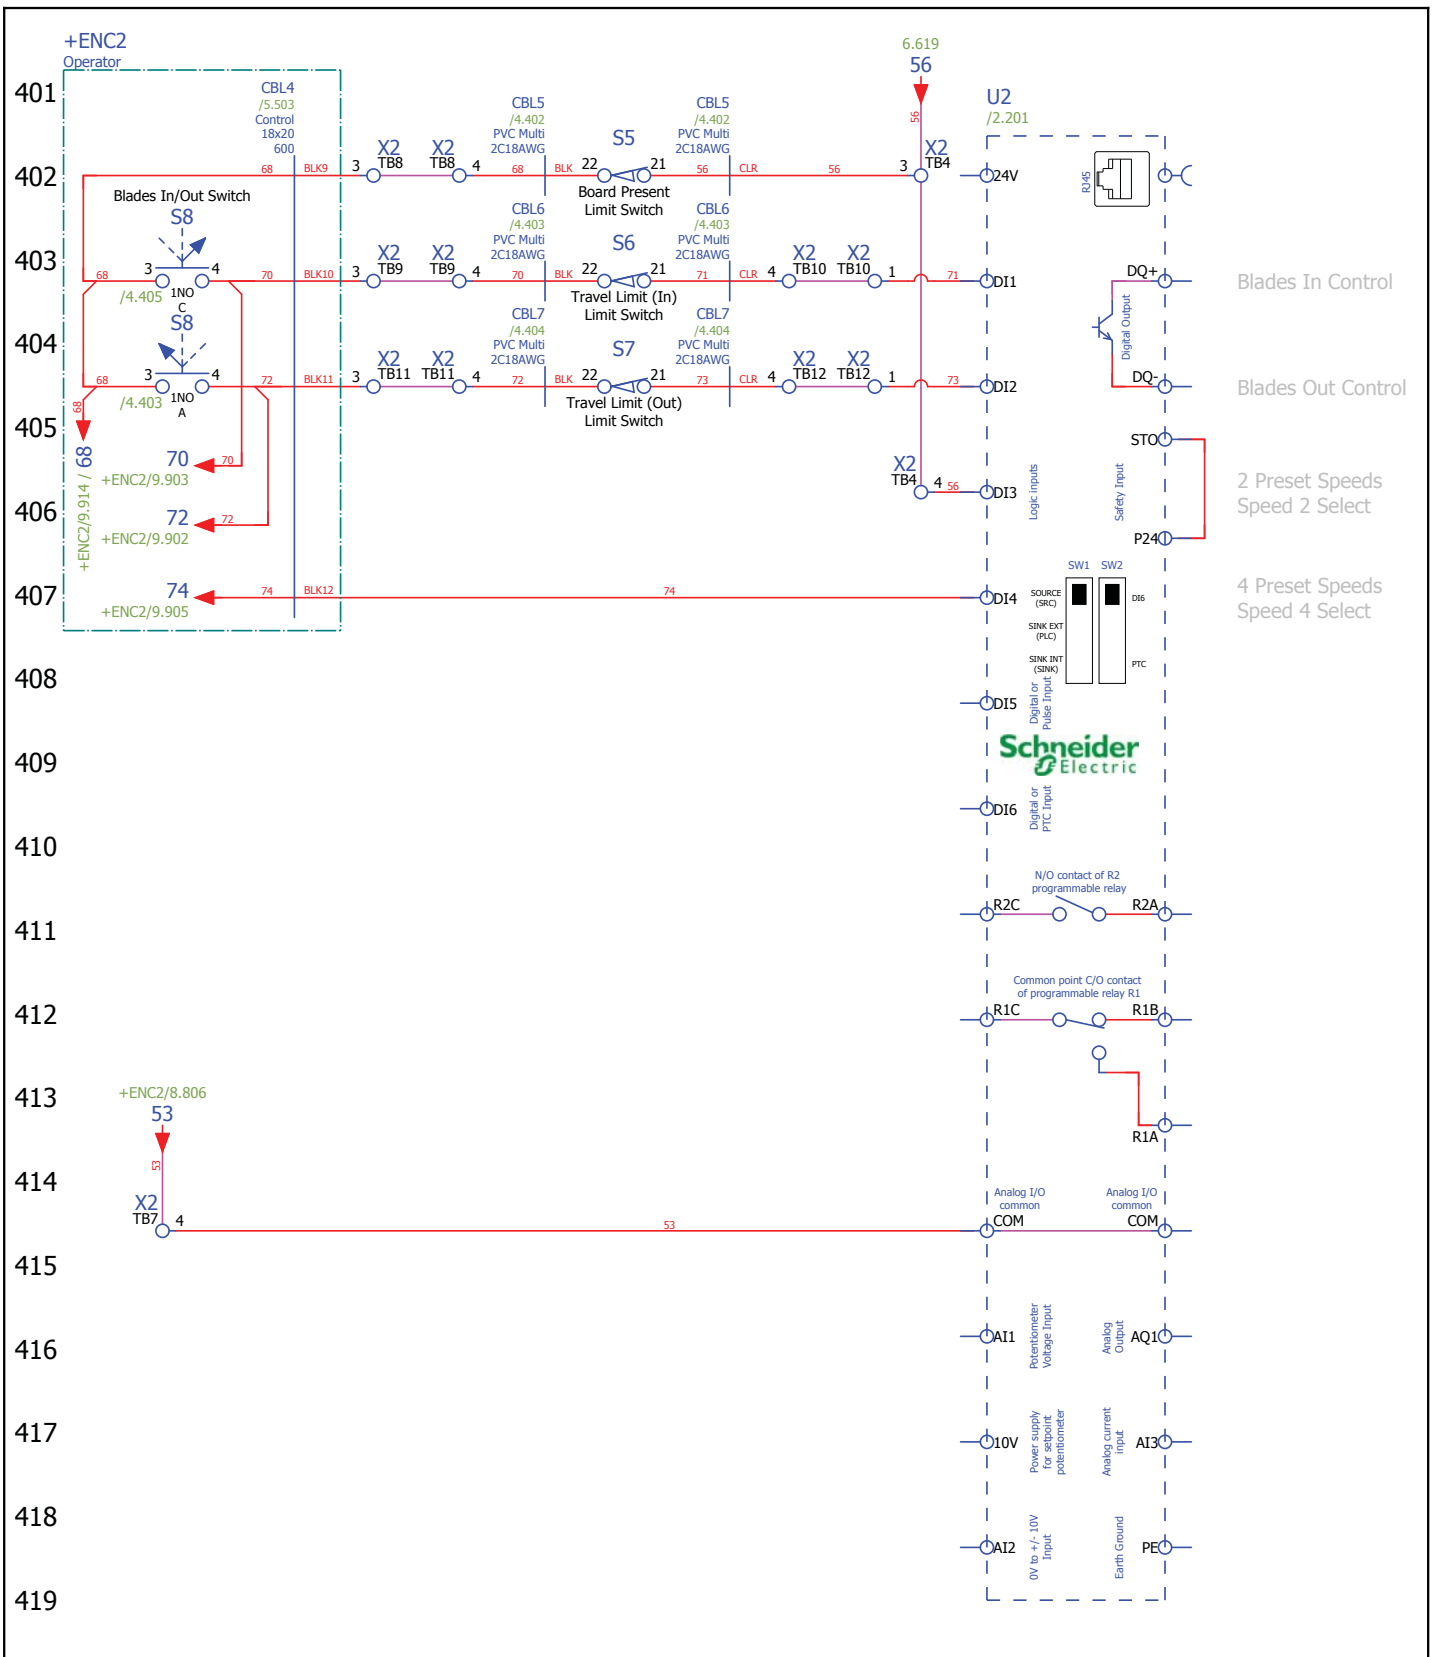 +ENC2
Operator
6.619
56
56
U2
/2.201
401
CBL4
/5.503
Control
18x20
600
CBL5
/4.402
PVC Multi
2C18AWG
S5
CBL5
/4.402
PVC Multi
2C18AWG
402
68
BLK9
3
X2
TB8
X2
TB8
4
68
BLK
22
21
56
CLR
56
3
X2
TB4
24V
RJ45
Board Present
Limit Switch
Blades In/Out Switch
S8
CBL6
/4.403
PVC Multi
2C18AWG
S6
CBL6
/4.403
PVC Multi
2C18AWG
403
68
3
4
70
BLK10
3
X2
TB9
X2
TB9
4
70
BLK
22
21
71
CLR
4
X2
TB10
X2
TB10
1
71
DI1
DQ+
Blades In Control
/4.405
1NO
C
Travel Limit (In)
Limit Switch
Digital Output
404
S8
CBL7
/4.404
PVC Multi
2C18AWG
S7
CBL7
/4.404
PVC Multi
2C18AWG
68
3
4
72
BLK11
3
X2
TB11
X2
TB11
4
72
BLK
22
21
73
CLR
4
X2
TB12
X2
TB12
1
73
DI2
DQ-
Blades Out Control
/4.403
1NO
A
Travel Limit (Out)
Limit Switch
405
68
+ENC2/9.914 / 68
70
70
+ENC2/9.903
STO
X2
TB4
4
56
DI3
Logic inputs
Safety Input
2 Preset Speeds
Speed 2 Select
406
72
72
+ENC2/9.902
P24
407
74
74
BLK12
74
+ENC2/9.905
DI4
SW1
SW2
SOURCE
(SRC)
DI6
SINK EXT
(PLC)
SINK INT
(SINK)
PTC
4 Preset Speeds
Speed 4 Select
408
DI5
Digital or
Pulse Input
409
Schneider
Electric
DI6
Digital or
PTC Input
410
N/O contact of R2
programmable relay
411
R2C
R2A
Common point C/O contact
of programmable relay R1
412
R1C
R1B
413
+ENC2/8.806
53
53
R1A
414
X2
TB7
4
53
Analog I/O
common
COM
Analog I/O
common
COM
415
416
AI1
Potentiometer
Voltage Input
Analog
Output
AQ1
417
10V
Power supply
for setpoint
potentiometer
Analog current
input
AI3
418
AI2
0V to +/- 10V
Input
Earth Ground
PE
419